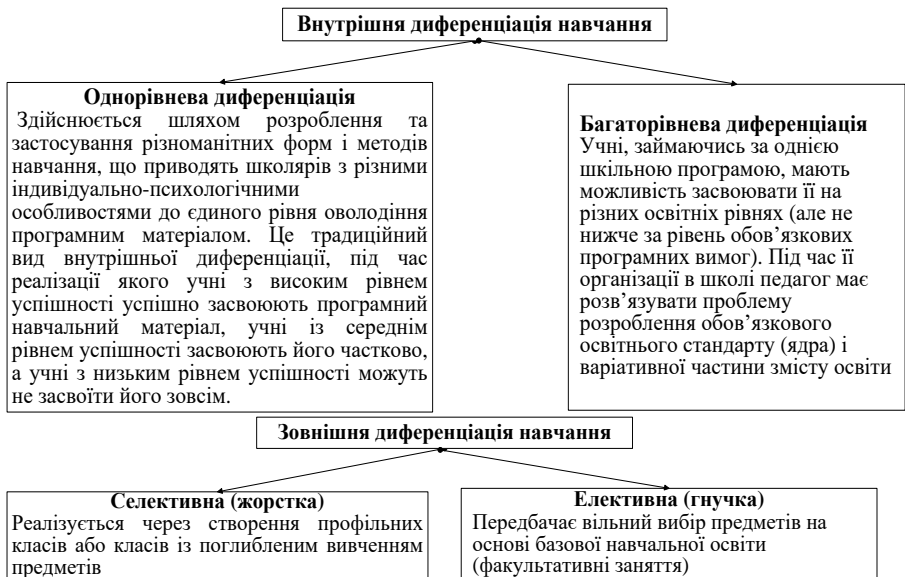 Внутрішня диференціація навчання
Однорівнева диференціація
Здійснюється шляхом розроблення та
застосування різноманітних форм і методів
навчання, що приводять школярів з різними
індивідуально-психологічними
особливостями до єдиного рівня оволодіння
програмним матеріалом. Це традиційний
вид внутрішньої диференціації, під час
реалізації якого учні з високим рівнем
успішності успішно засвоюють програмний
навчальний матеріал, учні із середнім
рівнем успішності засвоюють його частково,
а учні з низьким рівнем успішності можуть
не засвоїти його зовсім.
Багаторівнева диференціація
Учні, займаючись за однією
шкільною програмою, мають
можливість засвоювати її на
різних освітніх рівнях (але не
нижче за рівень обов’язкових
програмних вимог). Під час її
організації в школі педагог має
розв’язувати проблему
розроблення обов’язкового
освітнього стандарту (ядра) і
варіативної частини змісту освіти
Зовнішня диференціація навчання
Селективна (жорстка)
Реалізується через створення профільних
класів або класів із поглибленим вивченням
предметів
Елективна (гнучка)
Передбачає вільний вибір предметів на
основі базової навчальної освіти
(факультативні заняття)